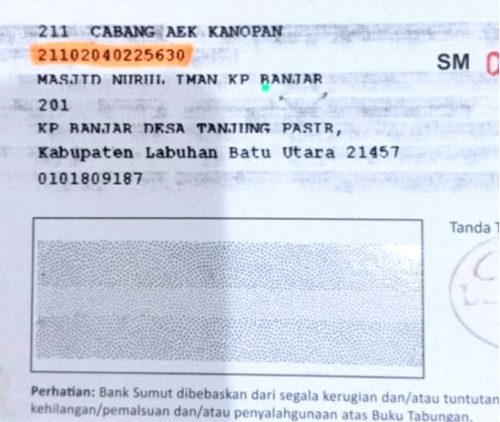 211 CABANG AEK KANOPAN
21102040225630
SM
MASJID NURUL IMAN KP BANJAR
201
KP BANJAR DESA TANJUNG PASIR,
Kabupaten Labuhan Batu Utara 21457
0101809187
Tanda
Perhatian: Bank Sumut dibebaskan dari segala kerugian dan/atau tuntutan
kehilangan/pemalsuan dan/atau penyalahgunaan atas Buku Tabungan.